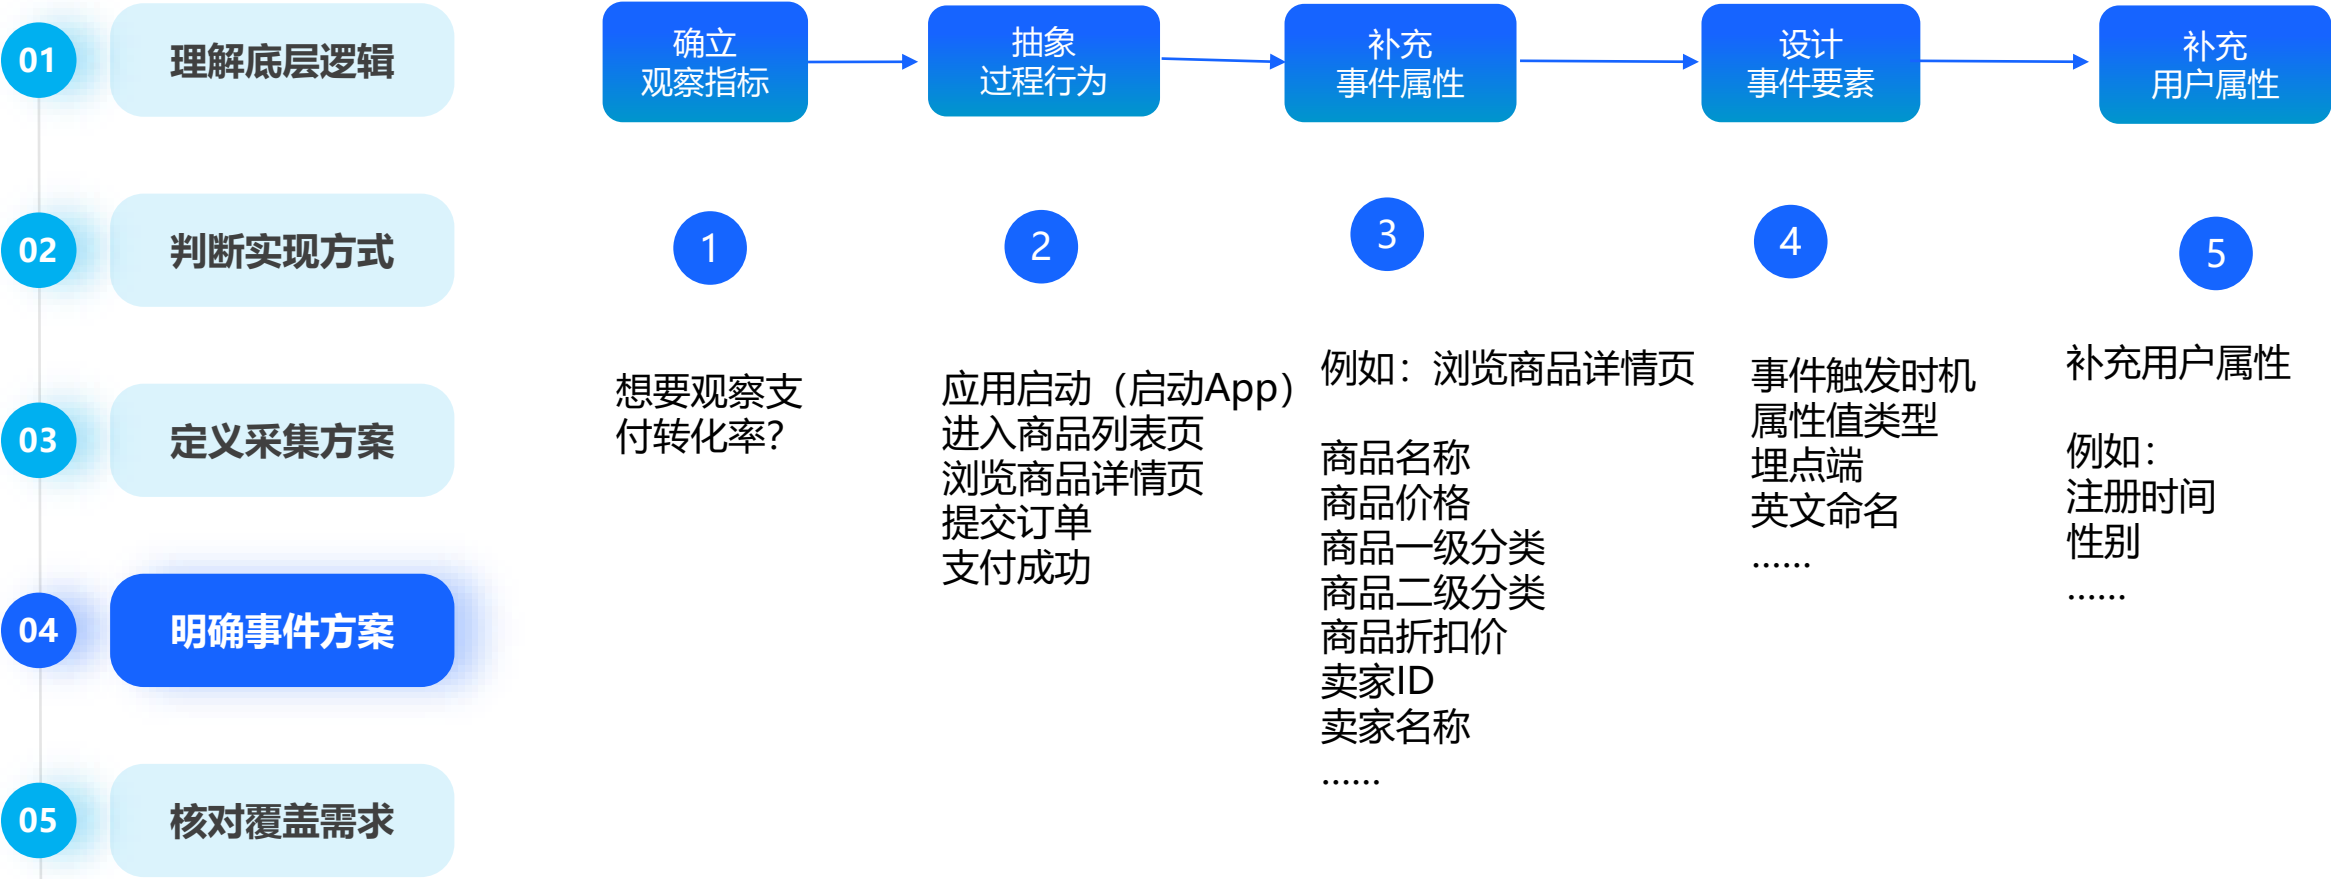 01
理解底层逻辑
02
判断实现方式
03
定义采集方案
04
明确事件方案
05
核对覆盖需求
确立
观察指标
抽象
过程行为
补充
事件属性
设计
事件要素
补充
用户属性
1
想要观察支
付转化率？
2
应用启动（启动App）
进入商品列表页
浏览商品详情页
提交订单
支付成功
3
例如：浏览商品详情页
商品名称
商品价格
商品一级分类
商品二级分类
商品折扣价
卖家ID
卖家名称
……
4
事件触发时机
属性值类型
埋点端
英文命名
……
5
补充用户属性
例如：
注册时间
性别
……